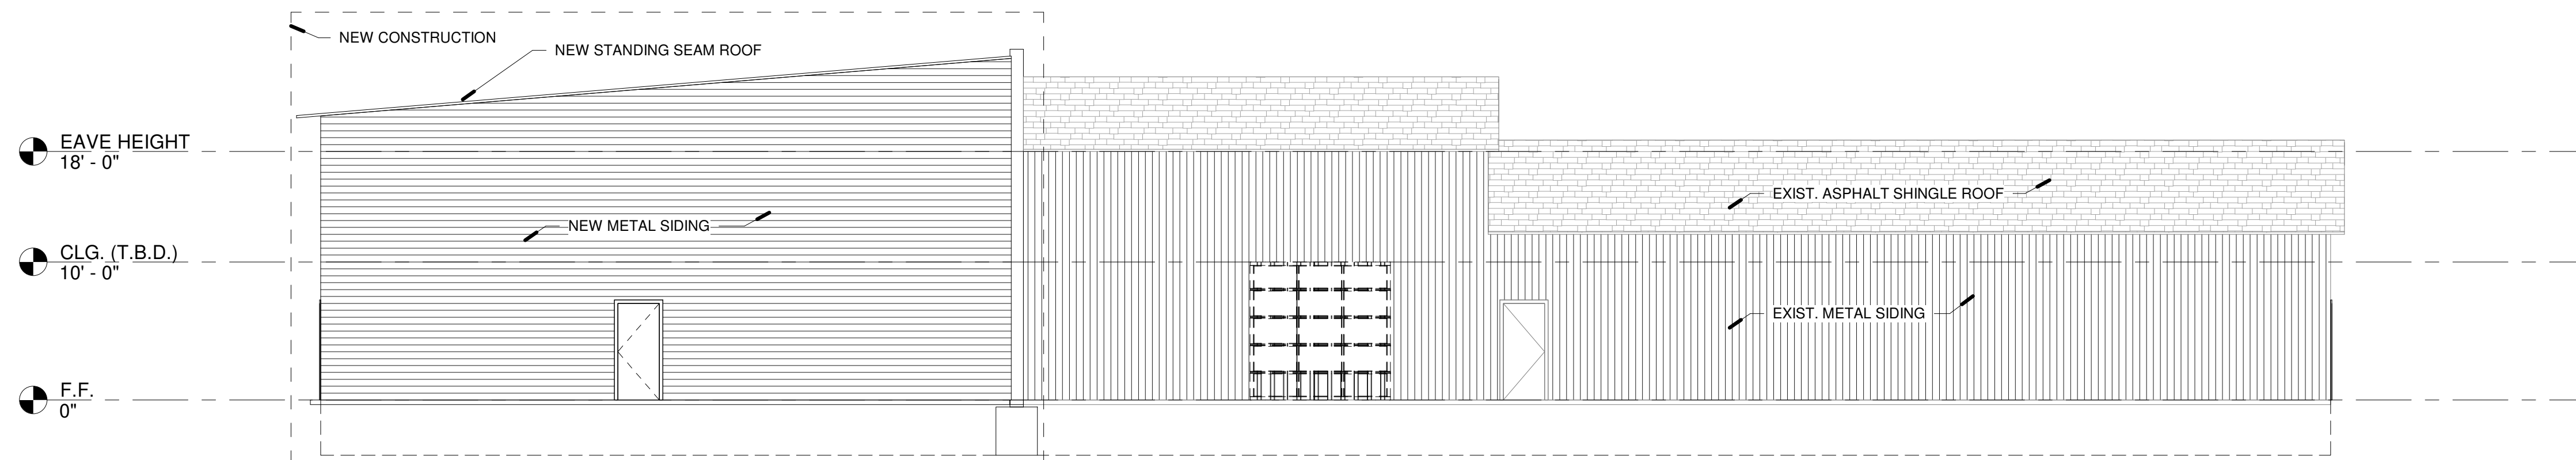 NEW CONSTRUCTION
NEW STANDING SEAM ROOF
EAVE HEIGHT
18' - 0"
EXIST. ASPHALT SHINGLE ROOF
NEW METAL SIDING
CLG. (T.B.D.)
10' - 0"
EXIST. METAL SIDING
F.F.
0"